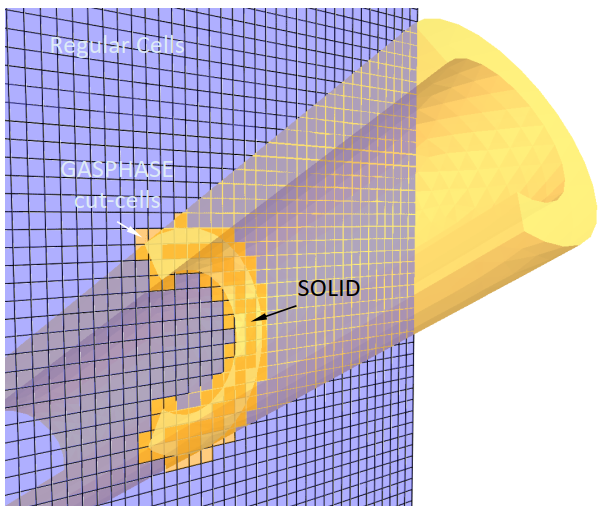 Regular Cells
GASPHASE
cut-cells
SOLID